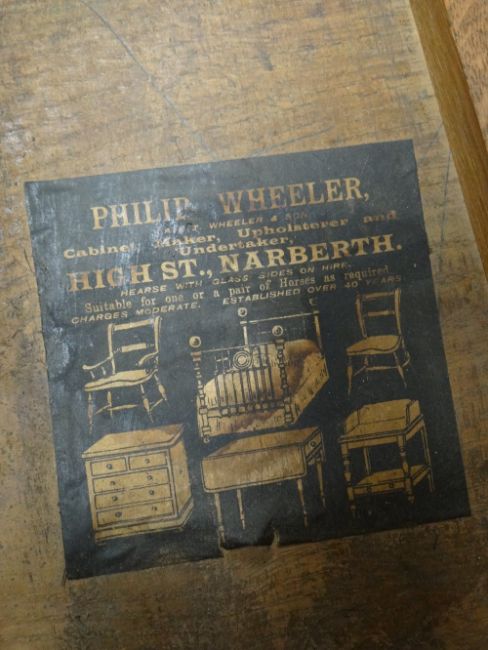 PHILIP WHEELER,
WHEELER & SON
Cabinet Maker, Upholsterer and
Undertaker,
HIGH ST., NARBERTH.
HEARSE WITH GLASS SIDES ON HIRE.
Suitable for one or a pair of Horses as required
CHARGES MODERATE. ESTABLISHED OVER 40 YEARS.